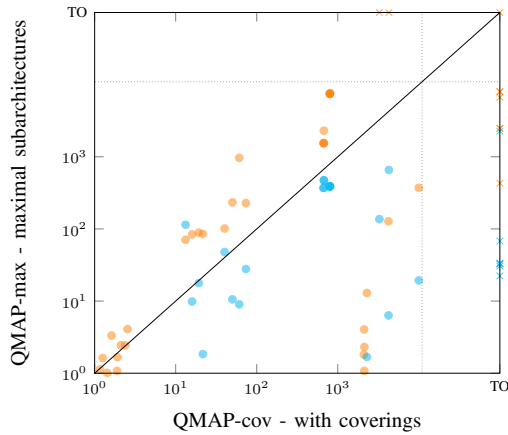 TO
10³
10²
10¹
10⁰
10⁰ 10¹ 10² 10³ TO
QMAP-max - maximal subarchitectures
QMAP-cov - with coverings